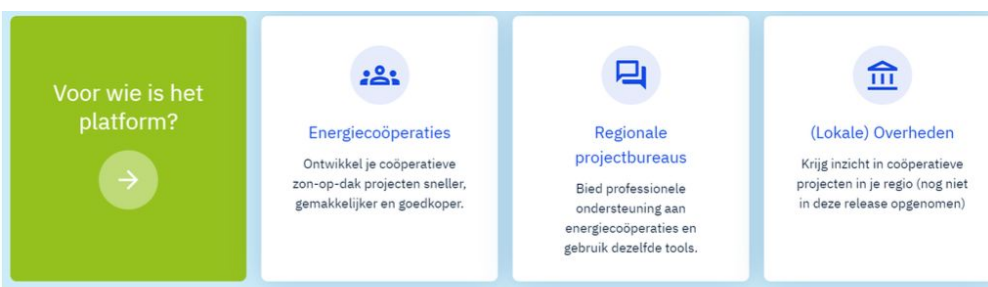 Voor wie is het
platform?
Energiecoöperaties
Ontwikkel je coöperatieve
zon-op-dak projecten sneller,
gemakkelijker en goedkoper.
Regionale
projectbureaus
Bied professionele
ondersteuning aan
energiecoöperaties en
gebruik dezelfde tools.
(Lokale) Overheden
Krijg inzicht in coöperatieve
projecten in je regio (nog niet
in deze release opgenomen)